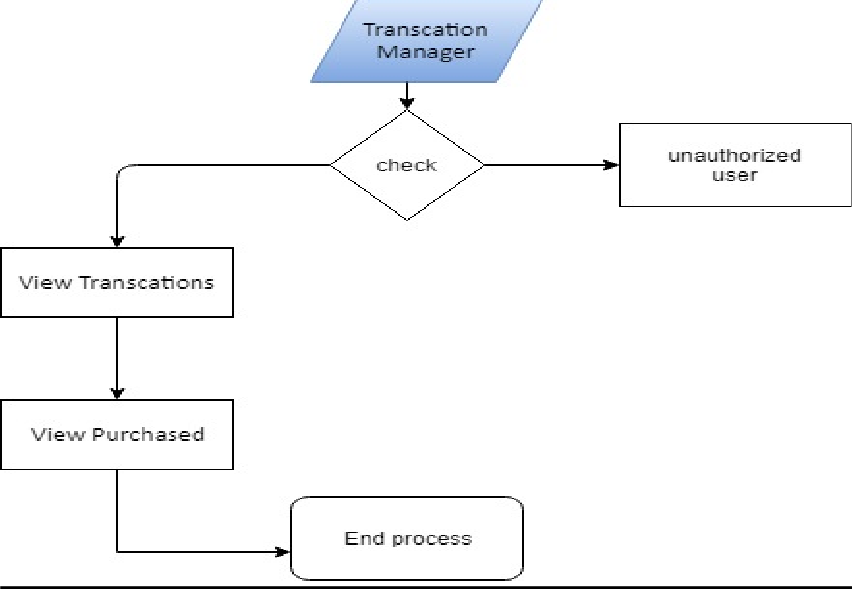 Transcation
Manager
check
unauthorized
user
View Transcations
View Purchased
End process